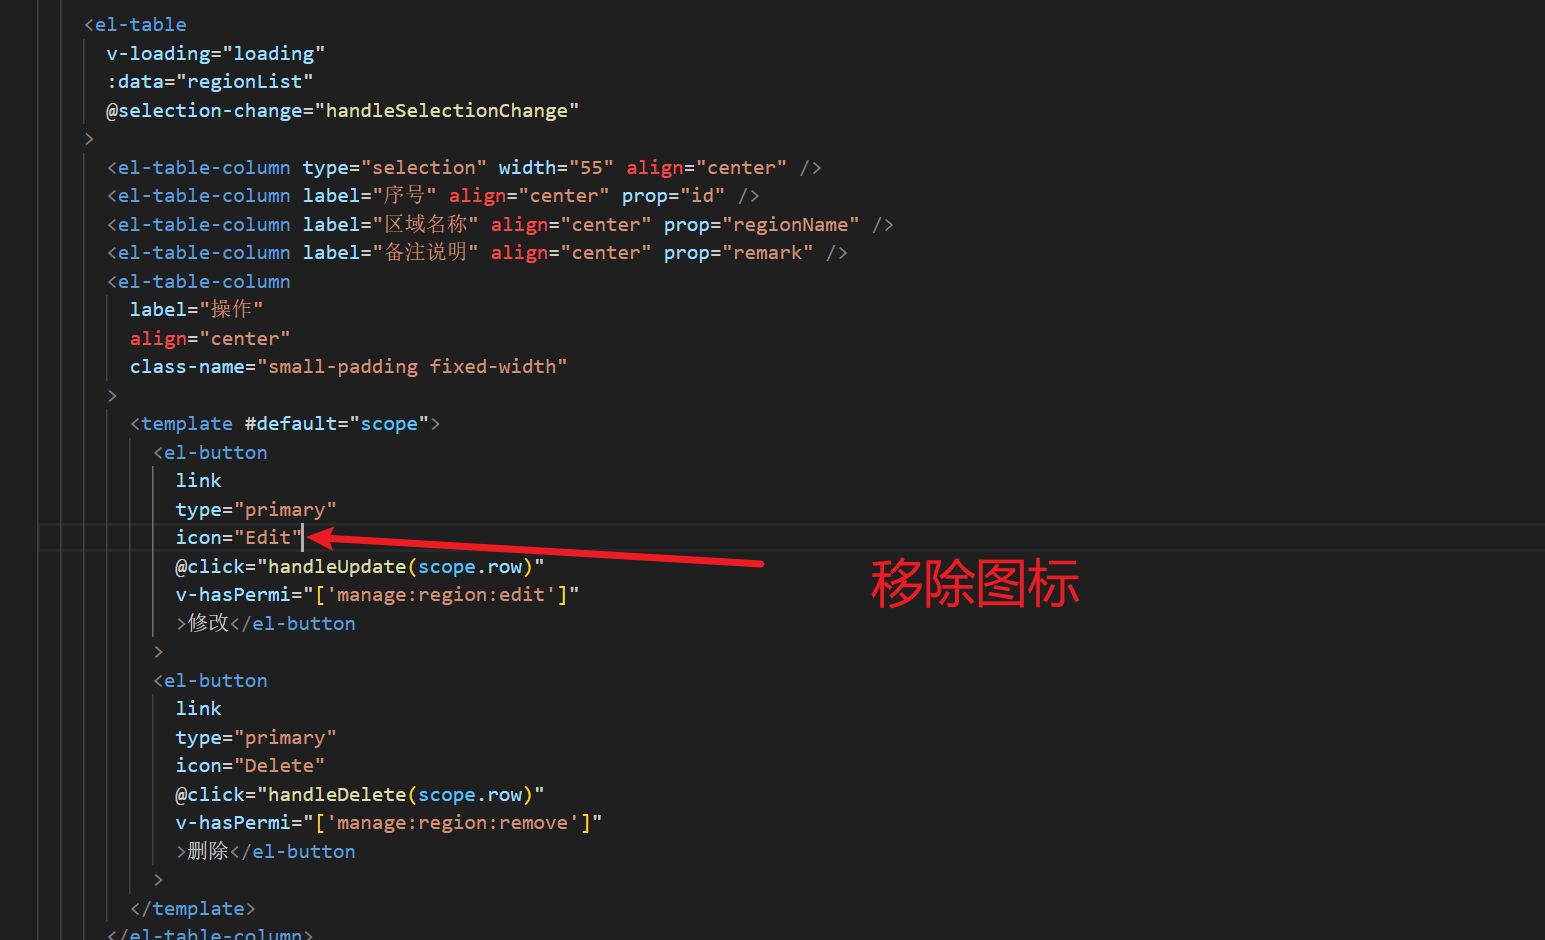 <el-table
v-loading="loading"
:data="regionList"
@selection-change="handleSelectionChange"
>
<el-table-column type="selection" width="55" align="center" />
<el-table-column label="序号" align="center" prop="id" />
<el-table-column label="区域名称" align="center" prop="regionName" />
<el-table-column label="备注说明" align="center" prop="remark" />
<el-table-column
label="操作"
align="center"
class-name="small-padding fixed-width"
>
<template #default="scope">
<el-button
link
type="primary"
icon="Edit"
移除图标
@click="handleUpdate(scope.row)"
v-hasPermi="['manage:region:edit']"
>修改</el-button
>
<el-button
link
type="primary"
icon="Delete"
@click="handleDelete(scope.row)"
v-hasPermi="['manage:region:remove']"
>删除</el-button
>
</template>
</el-table-column>